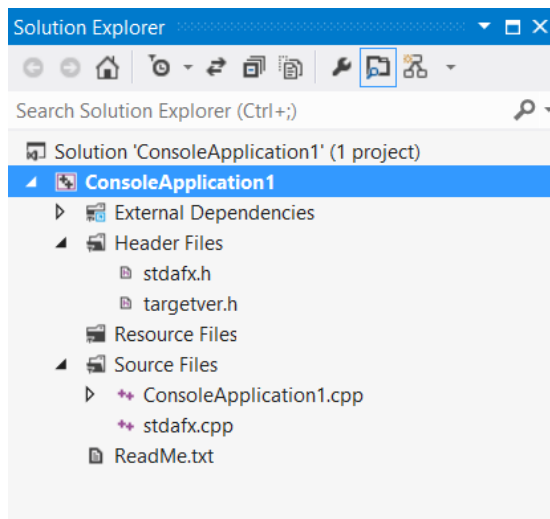 Solution Explorer
Search Solution Explorer (Ctrl+;)
Solution 'ConsoleApplication1' (1 project)
ConsoleApplication1
External Dependencies
Header Files
stdafx.h
targetver.h
Resource Files
Source Files
ConsoleApplication1.cpp
stdafx.cpp
ReadMe.txt